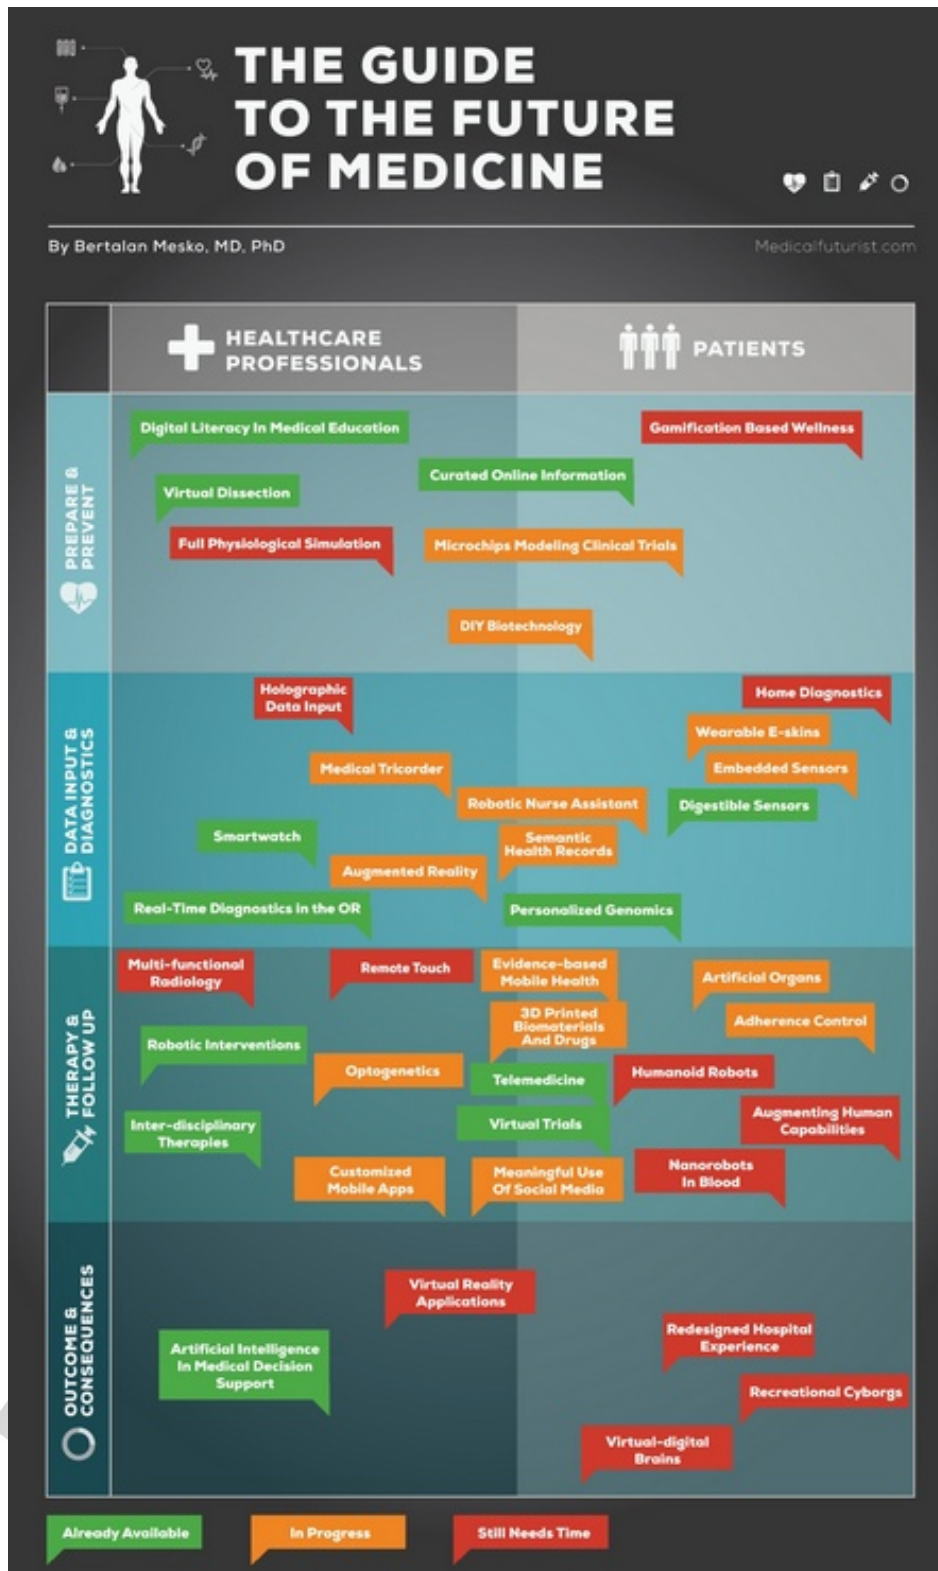 THE GUIDE
TO THE FUTURE
OF MEDICINE
By Bertalan Mesko, MD, PhD
Medicalfuturist.com
HEALTHCARE
PROFESSIONALS
PATIENTS
PREPARE &
PREVENT
Digital Literacy In Medical Education
Gamification Based Wellness
Curated Online Information
Virtual Dissection
Full Physiological Simulation
Microchips Modeling Clinical Trials
DIY Biotechnology
DATA INPUT &
DIAGNOSTICS
Holographic
Data Input
Home Diagnostics
Wearable E-skins
Medical Tricorder
Embedded Sensors
Robotic Nurse Assistant
Digestible Sensors
Smartwatch
Semantic
Health Records
Augmented Reality
Real-Time Diagnostics in the OR
Personalized Genomics
THERAPY &
FOLLOW UP
Multi-functional
Radiology
Remote Touch
Evidence-based
Mobile Health
Artificial Organs
3D Printed
Biomaterials
And Drugs
Adherence Control
Robotic Interventions
Optogenetics
Telemedicine
Humanoid Robots
Inter-disciplinary
Therapies
Virtual Trials
Augmenting Human
Capabilities
Customized
Mobile Apps
Meaningful Use
Of Social Media
Nanorobots
In Blood
OUTCOME &
CONSEQUENCES
Virtual Reality
Applications
Redesigned Hospital
Experience
Artificial Intelligence
In Medical Decision
Support
Recreational Cyborgs
Virtual-digital
Brains
Already Available
In Progress
Still Needs Time